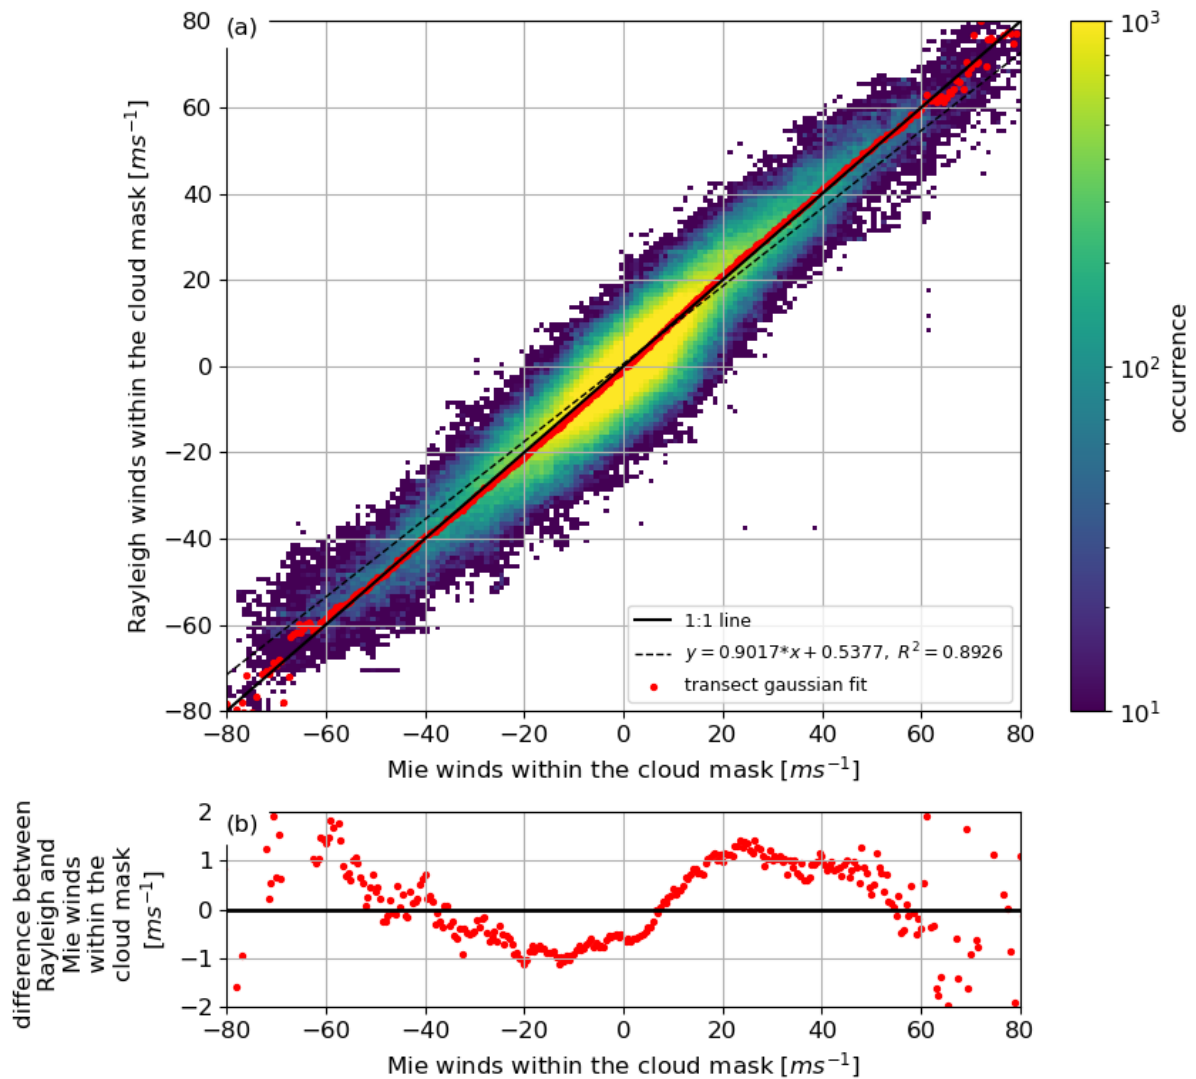 (a)
80
60
40
20
0
−20
−40
−60
−80
Rayleigh winds within the cloud mask [ms⁻¹]
1:1 line
y = 0.9017*x + 0.5377, R² = 0.8926
transect gaussian fit
−80 −60 −40 −20 0 20 40 60 80
Mie winds within the cloud mask [ms⁻¹]
10³
10²
10¹
occurrence
(b)
2
1
0
−1
−2
difference between
Rayleigh and
Mie winds
within the
cloud mask
[ms⁻¹]
−80 −60 −40 −20 0 20 40 60 80
Mie winds within the cloud mask [ms⁻¹]